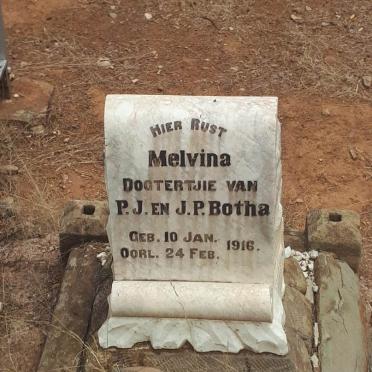 Hier Rust
Melvina
Dogtertjie van
P.J. en J.P. Botha
Geb. 10 Jan. 1916.
Oorl. 24 Feb.